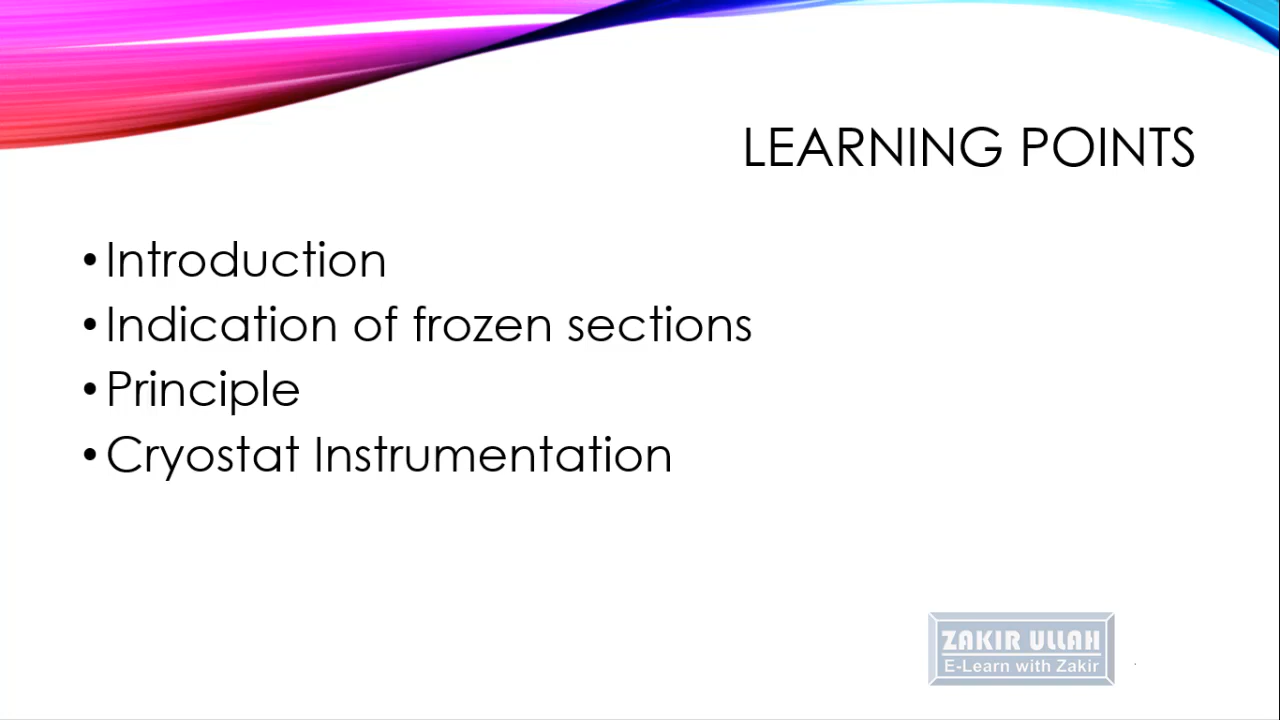 LEARNING POINTS
•Introduction
•Indication of frozen sections
•Principle
•Cryostat Instrumentation
ZAKIR ULLAH
E-Learn with Zakir